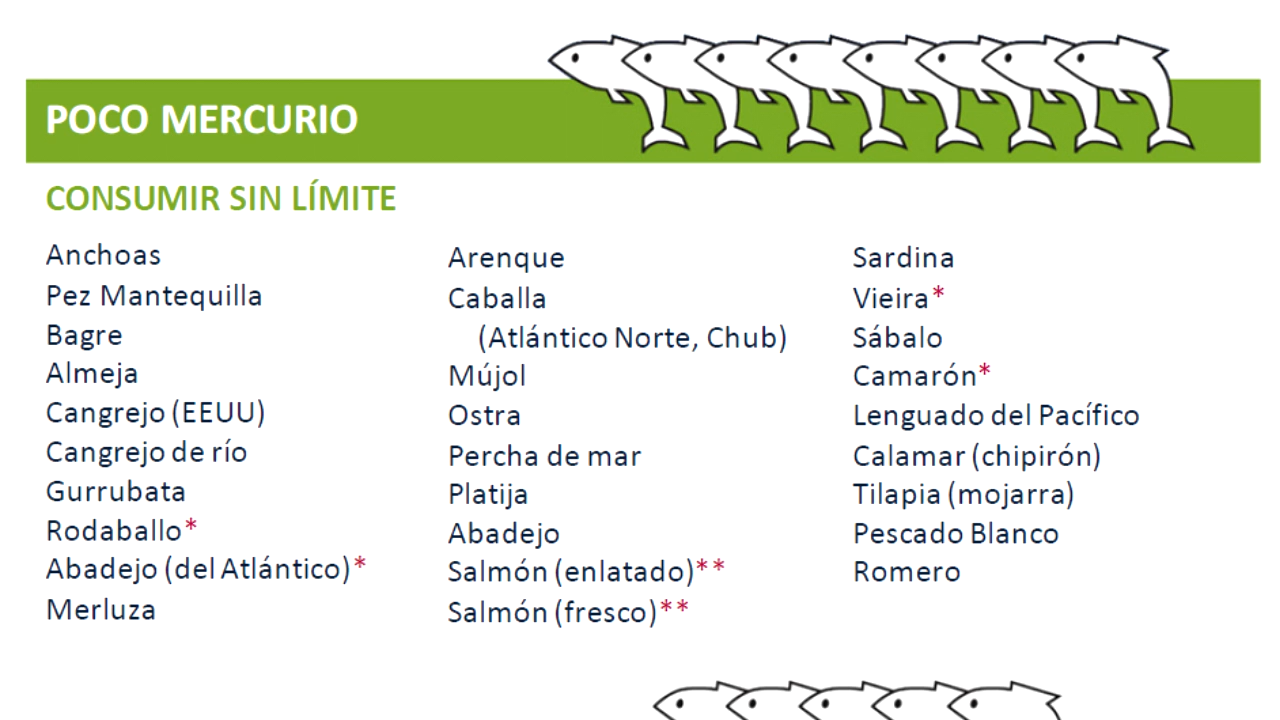 POCO MERCURIO
CONSUMIR SIN LÍMITE
Anchoas
Pez Mantequilla
Bagre
Almeja
Cangrejo (EEUU)
Cangrejo de río
Gurrubata
Rodaballo*
Abadejo (del Atlántico)*
Merluza
Arenque
Caballa
(Atlántico Norte, Chub)
Mújol
Ostra
Percha de mar
Platija
Abadejo
Salmón (enlatado)**
Salmón (fresco)**
Sardina
Vieira*
Sábalo
Camarón*
Lenguado del Pacífico
Calamar (chipirón)
Tilapia (mojarra)
Pescado Blanco
Romero